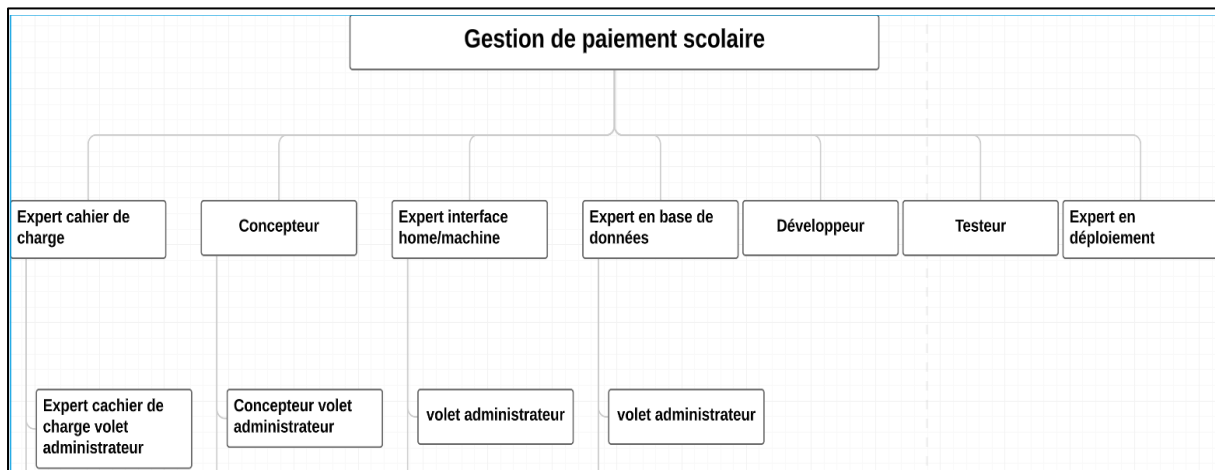 Gestion de paiement scolaire
Expert cahier de
charge
Concepteur
Expert interface
home/machine
Expert en base de
données
Développeur
Testeur
Expert en
déploiement
Expert cachier de
charge volet
administrateur
Concepteur volet
administrateur
volet administrateur
volet administrateur